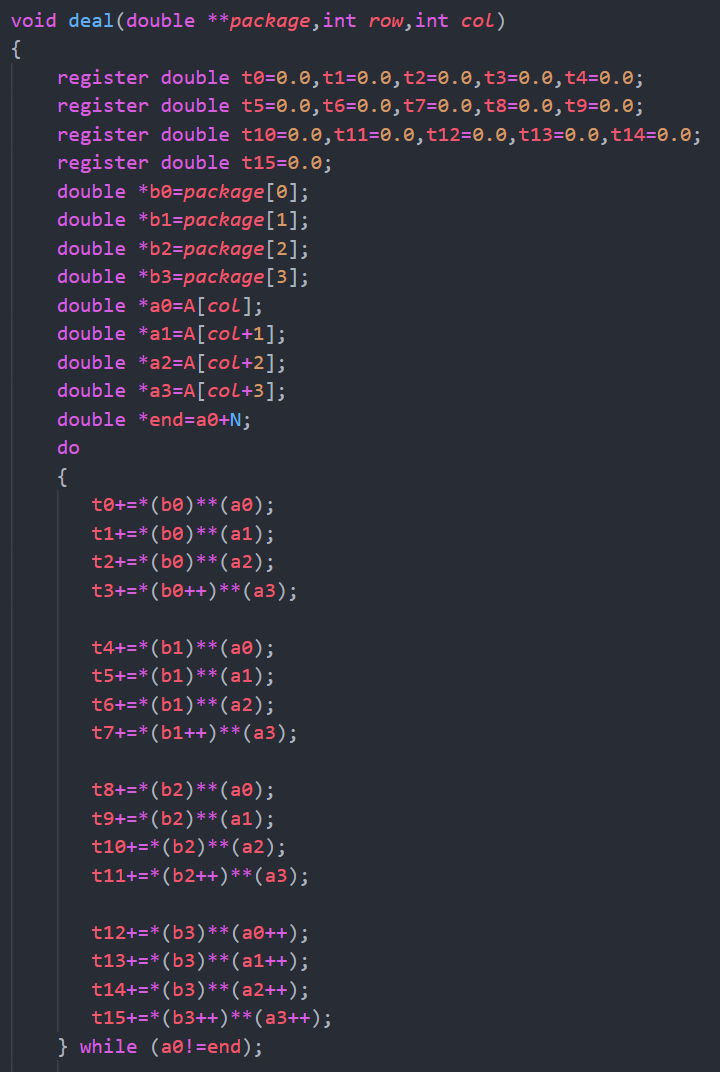 void deal(double **package,int row,int col)
{
    register double t0=0.0,t1=0.0,t2=0.0,t3=0.0,t4=0.0;
    register double t5=0.0,t6=0.0,t7=0.0,t8=0.0,t9=0.0;
    register double t10=0.0,t11=0.0,t12=0.0,t13=0.0,t14=0.0;
    register double t15=0.0;
    double *b0=package[0];
    double *b1=package[1];
    double *b2=package[2];
    double *b3=package[3];
    double *a0=A[col];
    double *a1=A[col+1];
    double *a2=A[col+2];
    double *a3=A[col+3];
    double *end=a0+N;
    do
    {
       t0+=*(b0)**(a0);
       t1+=*(b0)**(a1);
       t2+=*(b0)**(a2);
       t3+=*(b0++)**(a3);

       t4+=*(b1)**(a0);
       t5+=*(b1)**(a1);
       t6+=*(b1)**(a2);
       t7+=*(b1++)**(a3);

       t8+=*(b2)**(a0);
       t9+=*(b2)**(a1);
       t10+=*(b2)**(a2);
       t11+=*(b2++)**(a3);

       t12+=*(b3)**(a0++);
       t13+=*(b3)**(a1++);
       t14+=*(b3)**(a2++);
       t15+=*(b3++)**(a3++);
    } while (a0!=end);